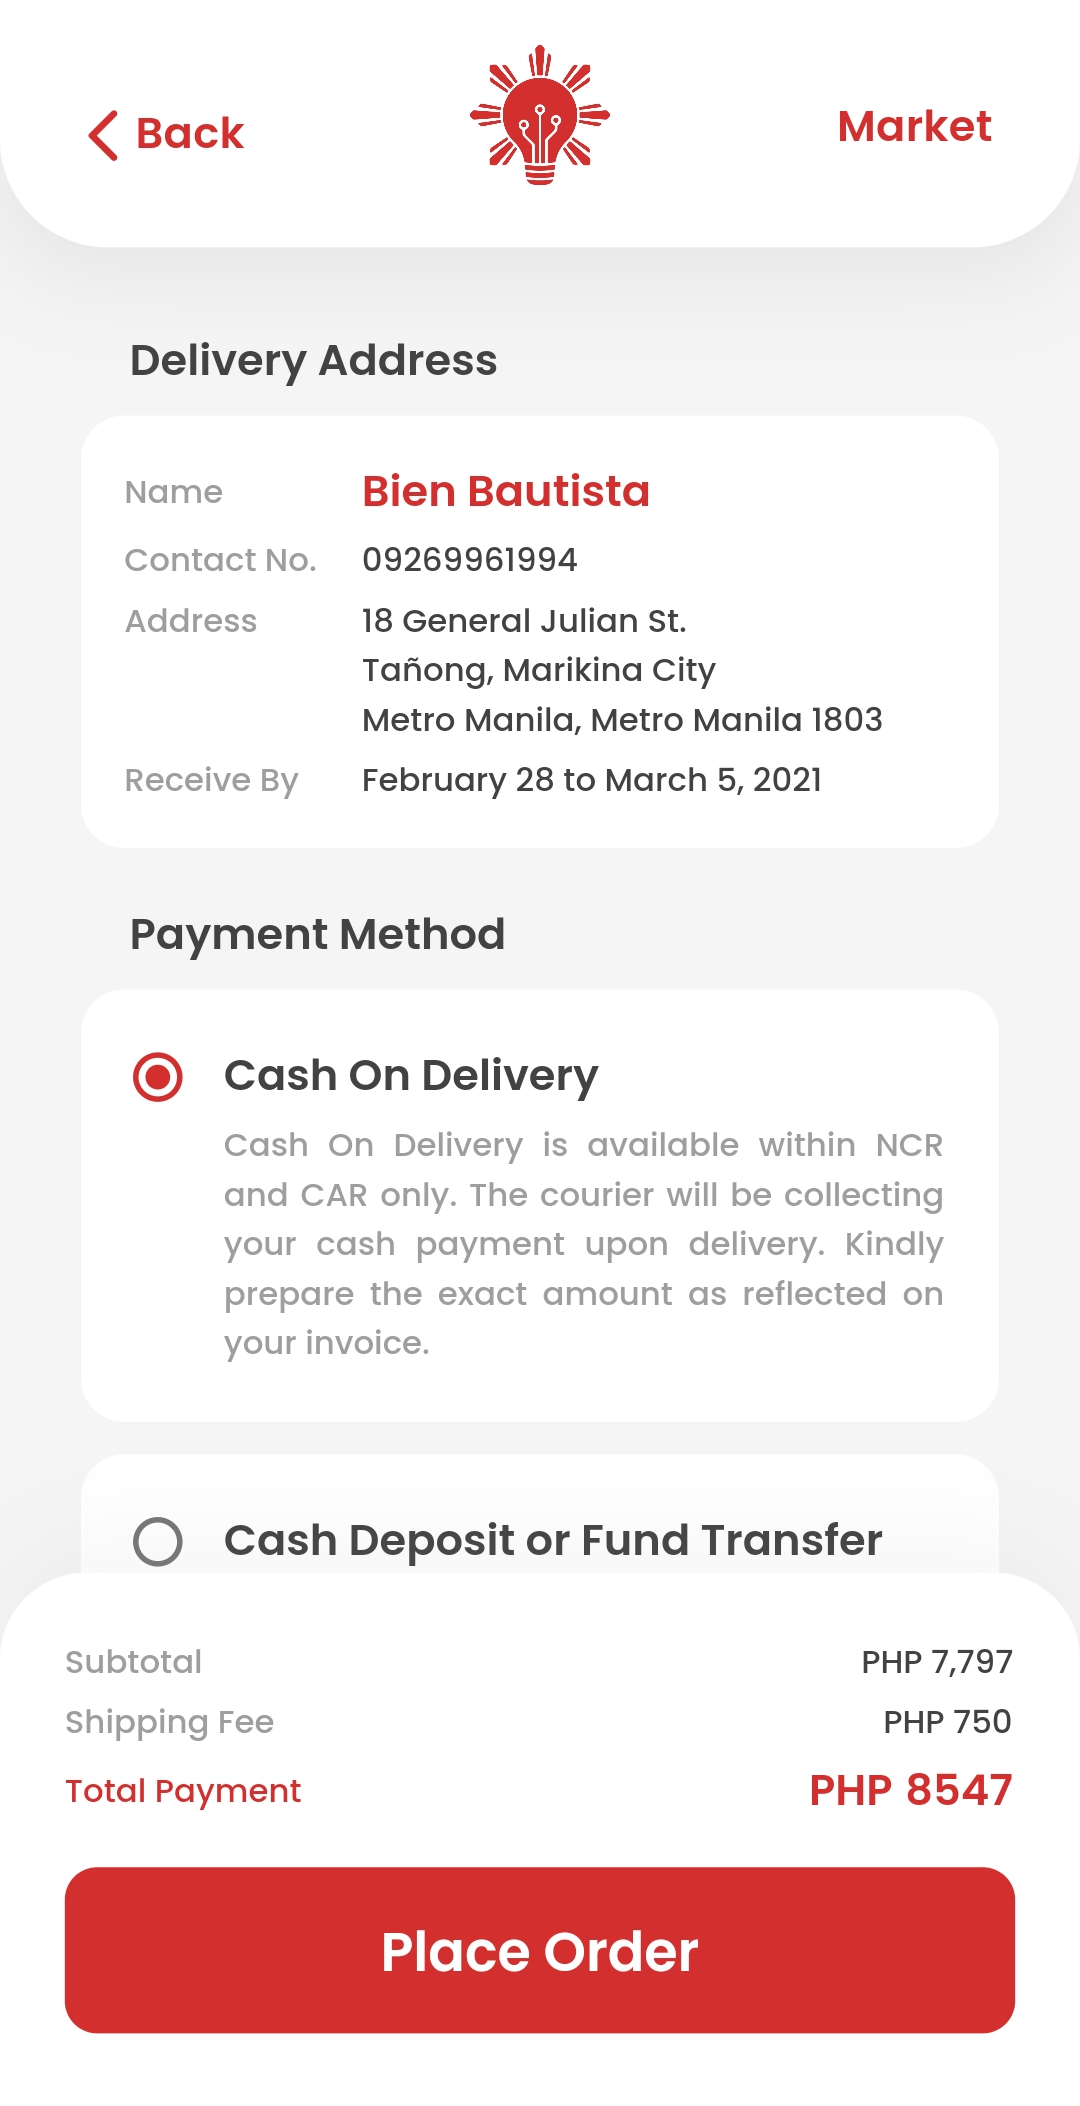 Back
Market
Delivery Address
Name Bien Bautista
Contact No. 09269961994
Address 18 General Julian St.
Tañong, Marikina City
Metro Manila, Metro Manila 1803
Receive By February 28 to March 5, 2021
Payment Method
Cash On Delivery
Cash On Delivery is available within NCR
and CAR only. The courier will be collecting
your cash payment upon delivery. Kindly
prepare the exact amount as reflected on
your invoice.
Cash Deposit or Fund Transfer
Subtotal PHP 7,797
Shipping Fee PHP 750
Total Payment PHP 8547
Place Order